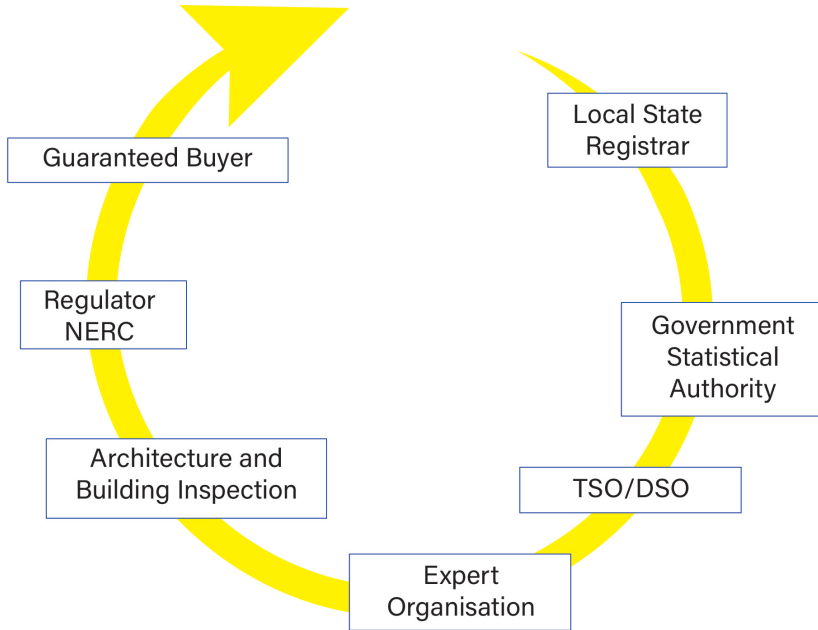 Local State
Registrar
Government
Statistical
Authority
TSO/DSO
Expert
Organisation
Architecture and
Building Inspection
Regulator
NERC
Guaranteed Buyer